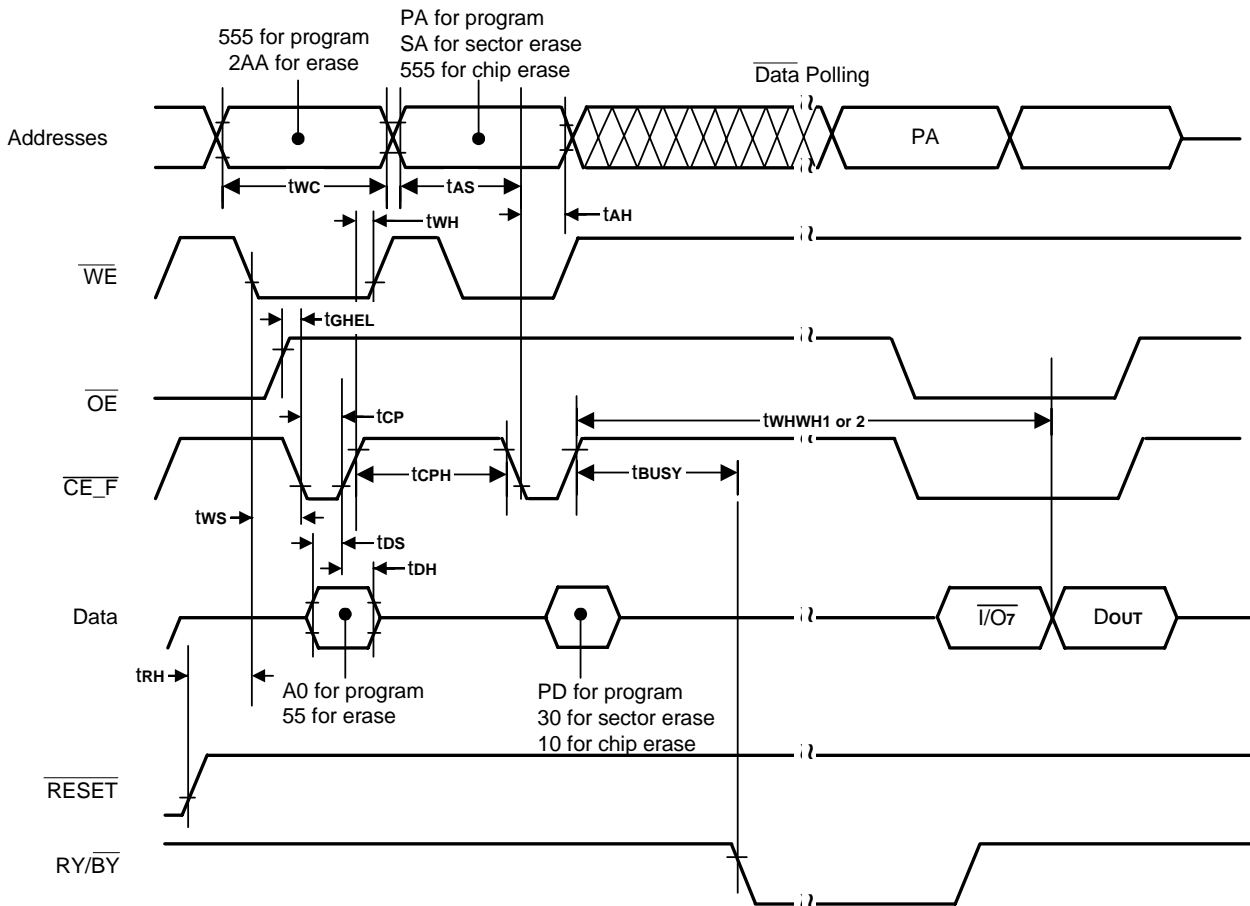 555 for program
2AA for erase
PA for program
SA for sector erase
555 for chip erase
Data Polling
Addresses
PA
tWC
tAS
tWH
tAH
WE
tGHEL
OE
tCP
tWHWH1 or 2
CE_F
tCPH
tBUSY
tWS
tDS
tDH
Data
I/O7
DOUT
tRH
A0 for program
55 for erase
PD for program
30 for sector erase
10 for chip erase
RESET
RY/BY